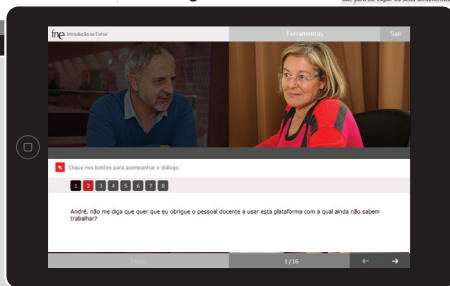 fne Introdução ao Curso
Ferramentas
Sair
Clique nos botões para acompanhar o diálogo.
1 2 3 4 5 6 7 8
André, não me diga que quer que eu obrigue o pessoal docente a usar esta plataforma com a qual ainda não sabem
trabalhar?
Menu
1/16